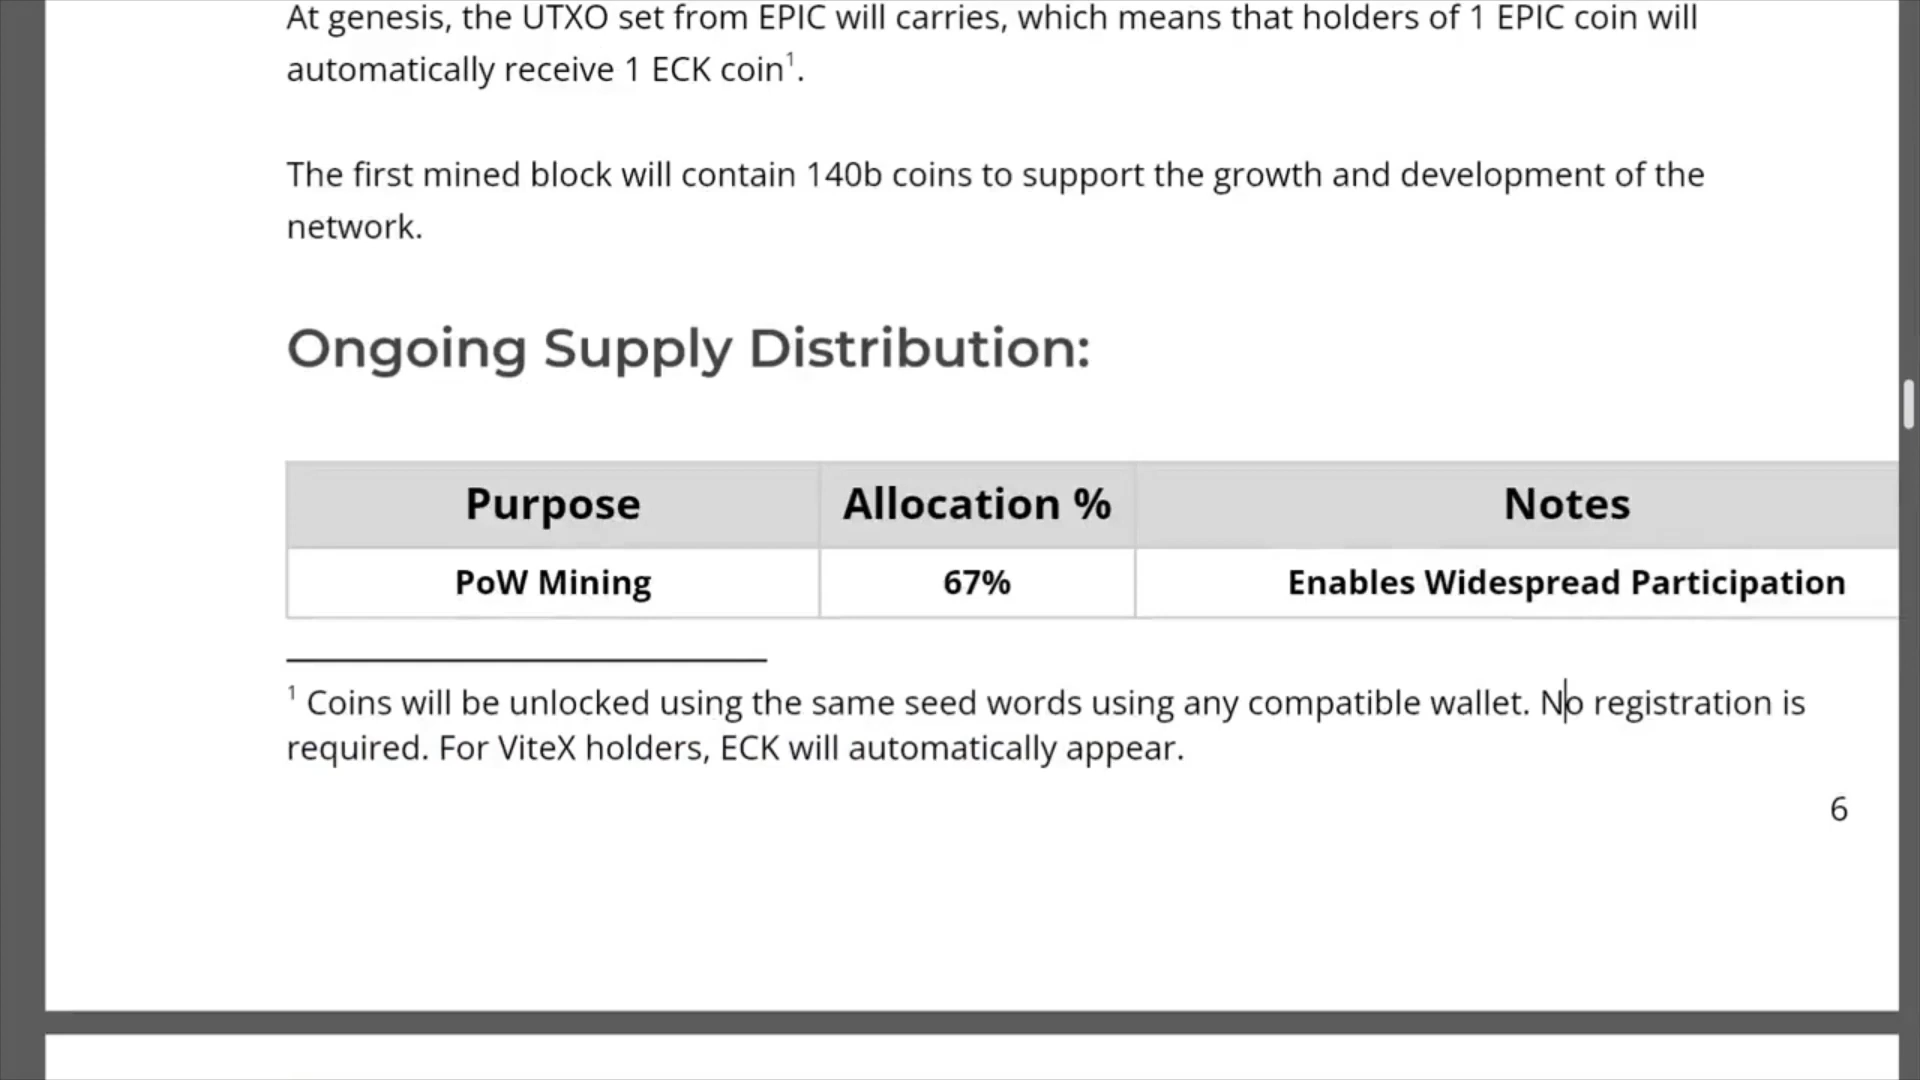 At genesis, the UTXO set from EPIC will carries, which means that holders of 1 EPIC coin will
automatically receive 1 ECK coin¹.
The first mined block will contain 140b coins to support the growth and development of the
network.
Ongoing Supply Distribution:
Purpose Allocation % Notes
PoW Mining 67% Enables Widespread Participation
¹ Coins will be unlocked using the same seed words using any compatible wallet. No registration is
required. For ViteX holders, ECK will automatically appear.
6